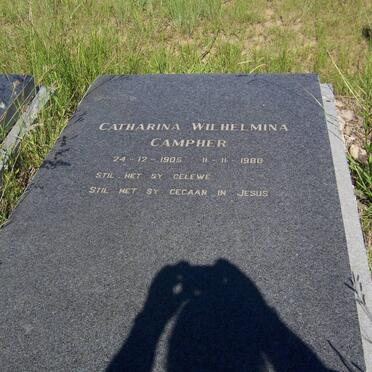 CATHARINA WILHELMINA
CAMPHER
24-12-1905 11-11-1980
STIL HET SY GELEWE
STIL HET SY GEGAAN IN JESUS